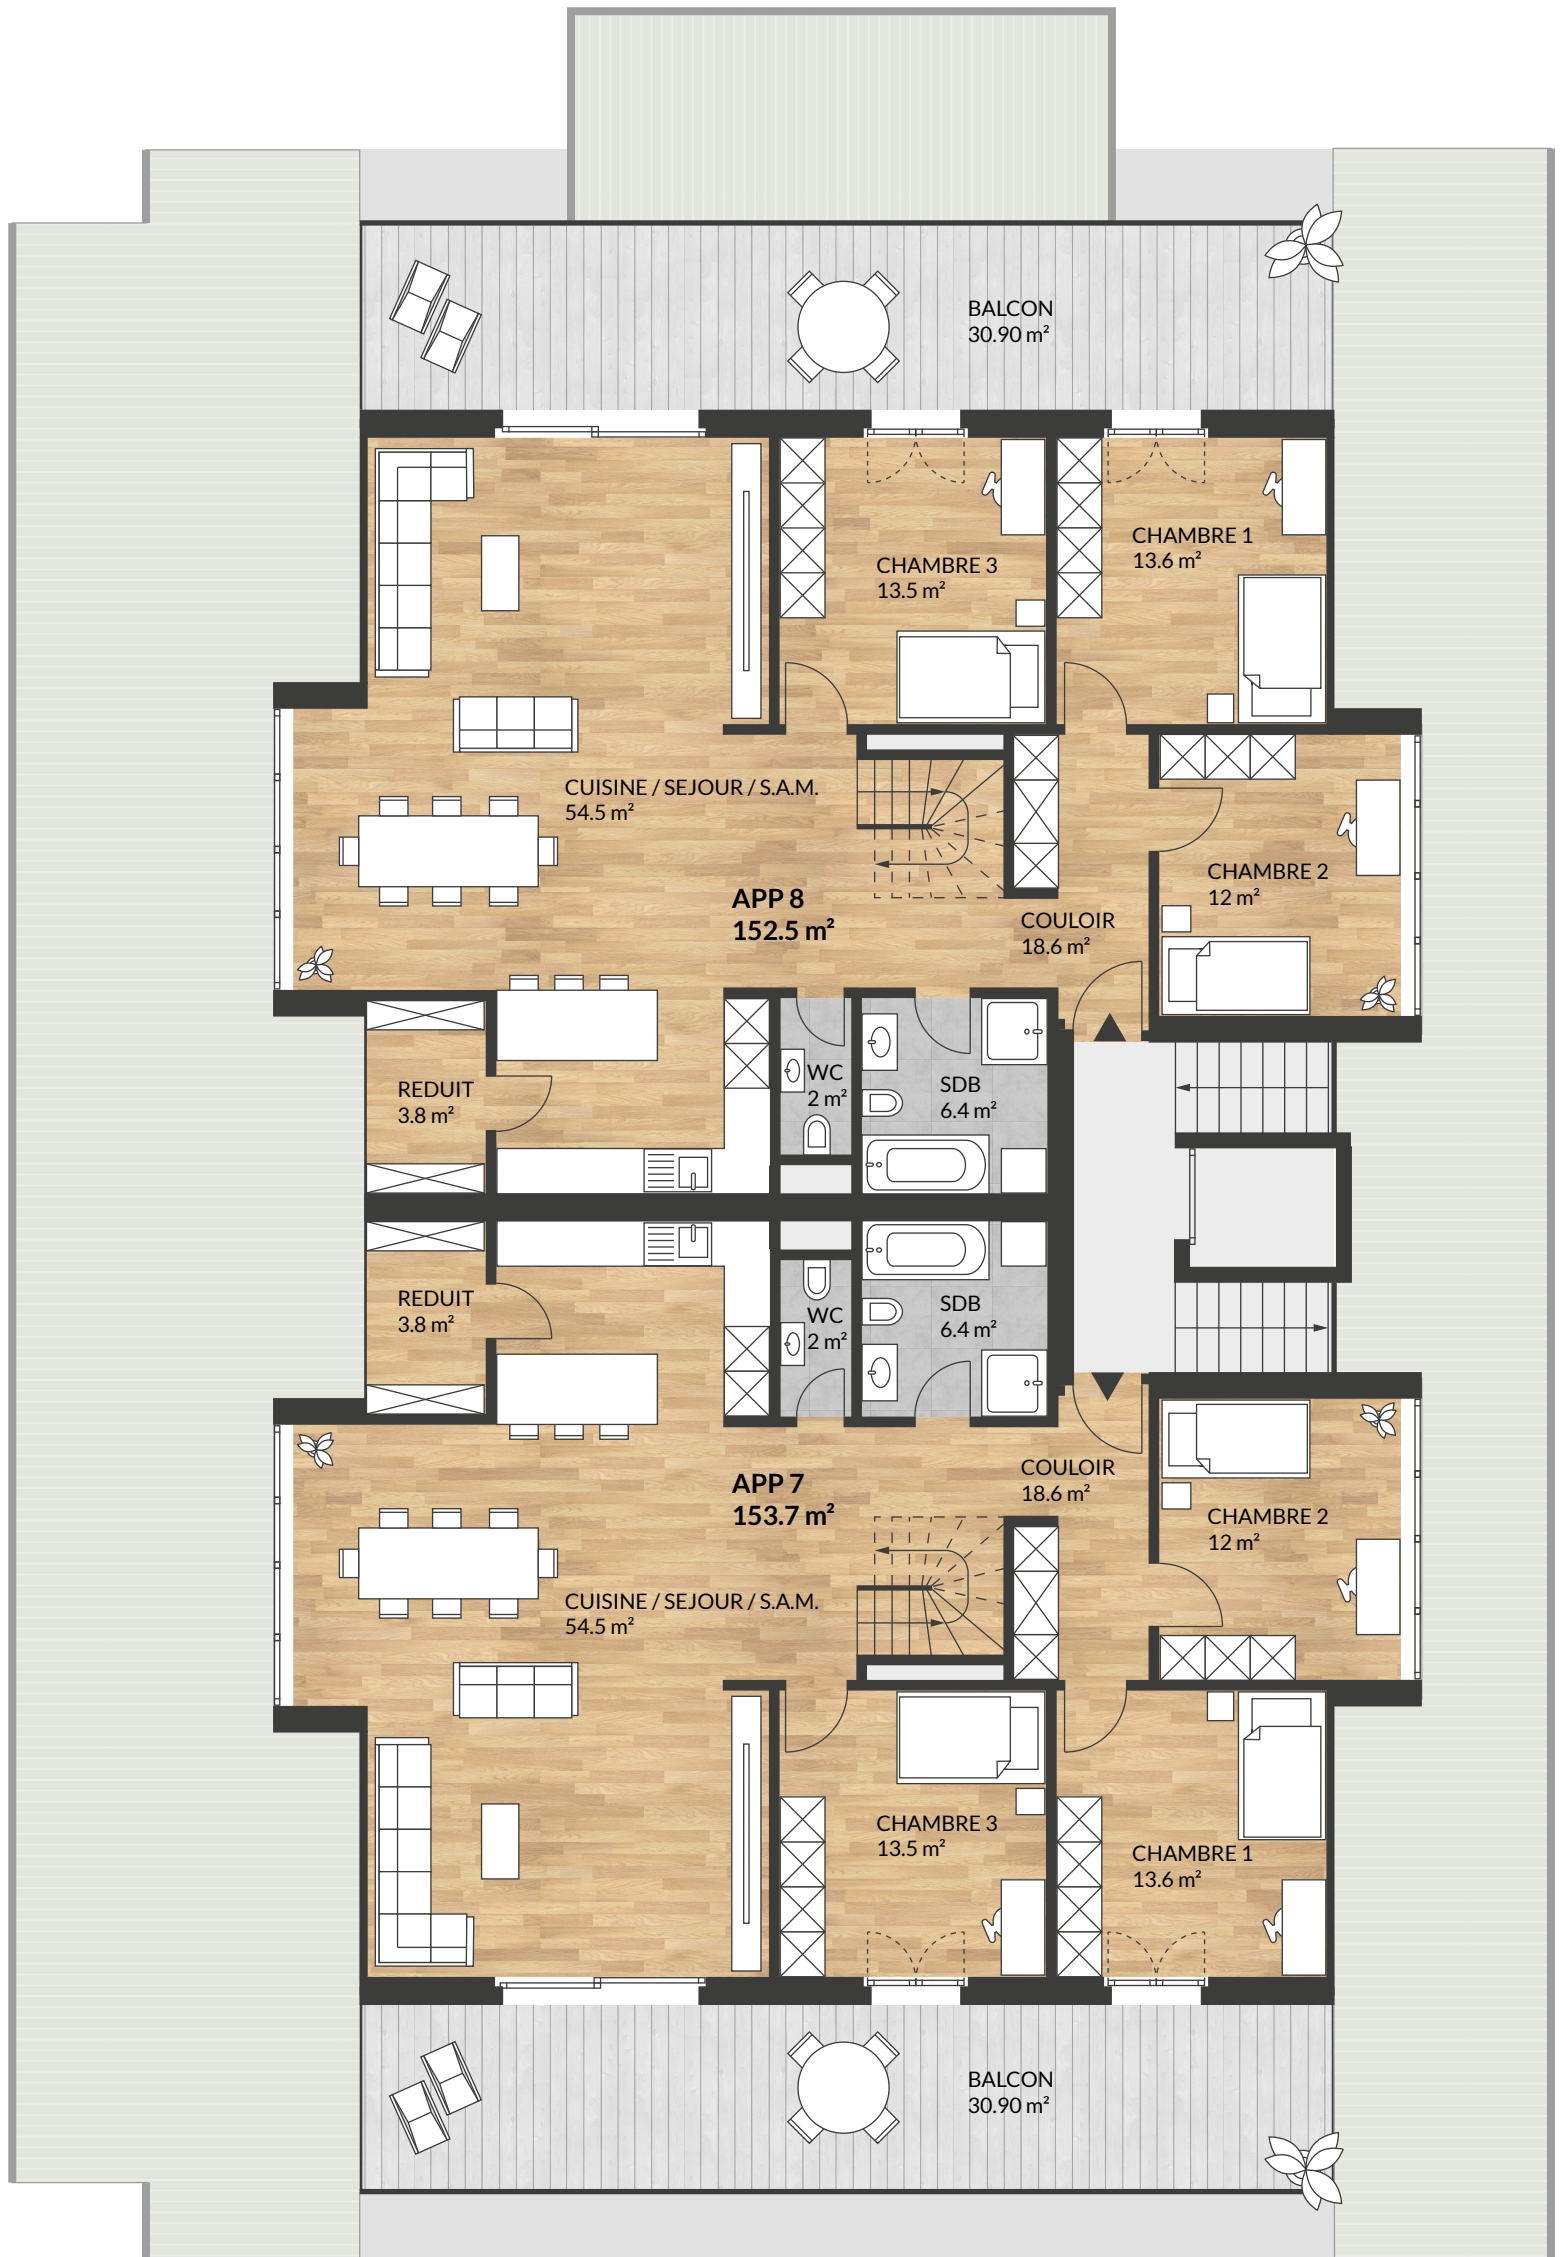 BALCON
30.90 m²
CHAMBRE 1
13.6 m²
CHAMBRE 3
13.5 m²
CUISINE / SEJOUR / S.A.M.
54.5 m²
CHAMBRE 2
12 m²
APP 8
152.5 m²
COULOIR
18.6 m²
REDUIT
3.8 m²
WC
2 m²
SDB
6.4 m²
REDUIT
3.8 m²
WC
2 m²
SDB
6.4 m²
APP 7
153.7 m²
COULOIR
18.6 m²
CHAMBRE 2
12 m²
CUISINE / SEJOUR / S.A.M.
54.5 m²
CHAMBRE 3
13.5 m²
CHAMBRE 1
13.6 m²
BALCON
30.90 m²